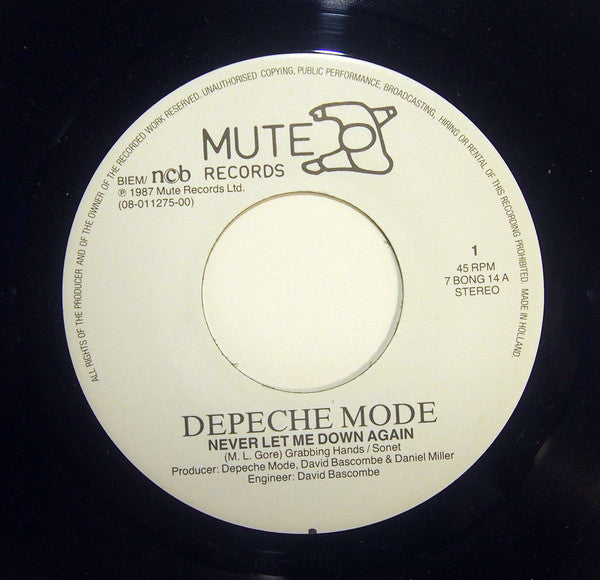 ALL RIGHTS OF THE PRODUCER AND OF THE OWNER OF THE RECORDED WORK RESERVED. UNAUTHORISED COPYING, PUBLIC PERFORMANCE, BROADCASTING, HIRING OR RENTAL OF THIS RECORDING PROHIBITED. MADE IN HOLLAND.
MUTE
RECORDS
BIEM/ ncb
℗ 1987 Mute Records Ltd.
(08-011275-00)
1
45 RPM
7 BONG 14 A
STEREO
DEPECHE MODE
NEVER LET ME DOWN AGAIN
(M. L. Gore) Grabbing Hands / Sonet
Producer: Depeche Mode, David Bascombe & Daniel Miller
Engineer: David Bascombe